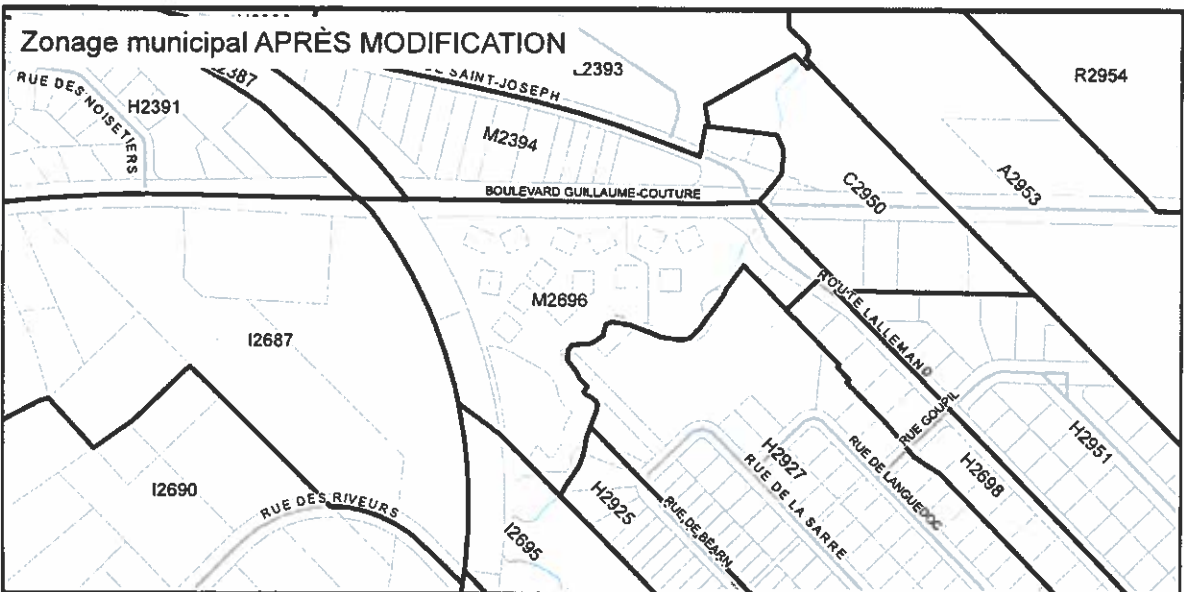 Zonage municipal APRÈS MODIFICATION
2387
SAINT-JOSEPH
2393
R2954
RUE DES NOISETIERS
H2391
M2394
BOULEVARD GUILLAUME-COUTURE
C2950
A2953
M2696
ROUTE LALLEMAND
I2687
RUE GOUPIL
H2951
H2927
RUE DE LANGUEDOC
H2698
RUE DE LA SARRE
I2690
RUE DES RIVEURS
H2925
RUE DE BÉARN
I2695